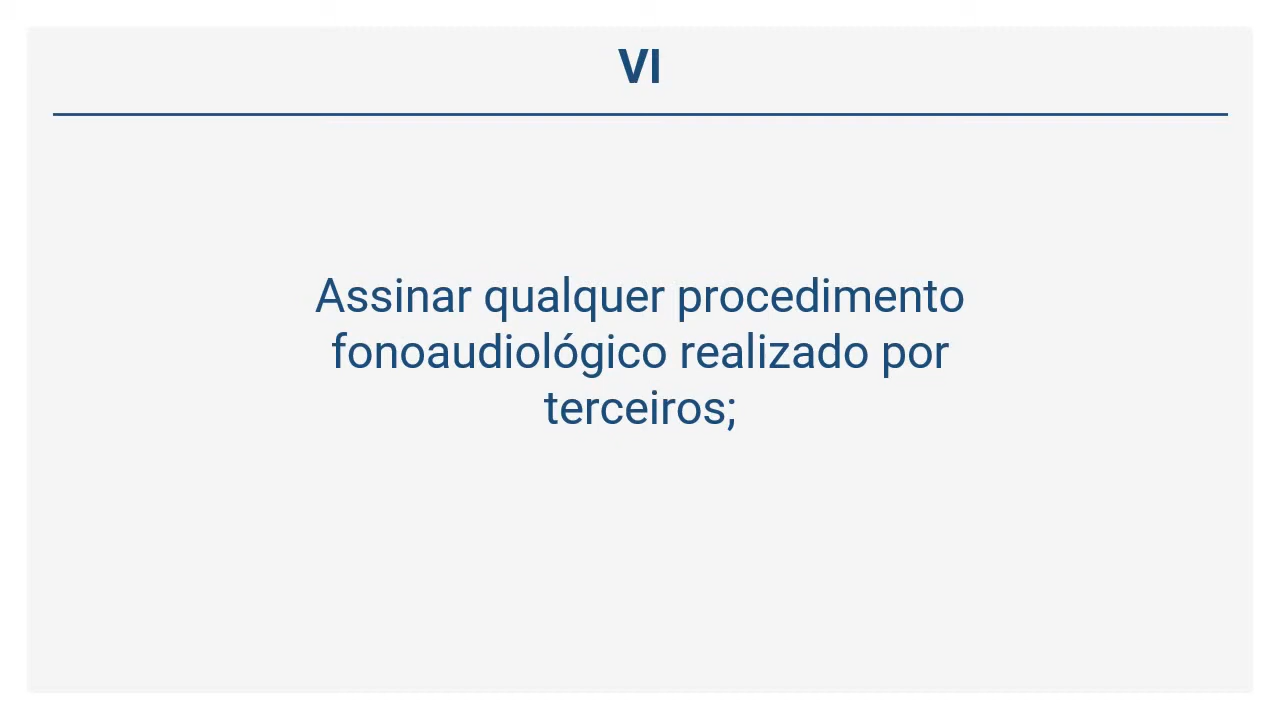 VI
Assinar qualquer procedimento
fonoaudiológico realizado por
terceiros;